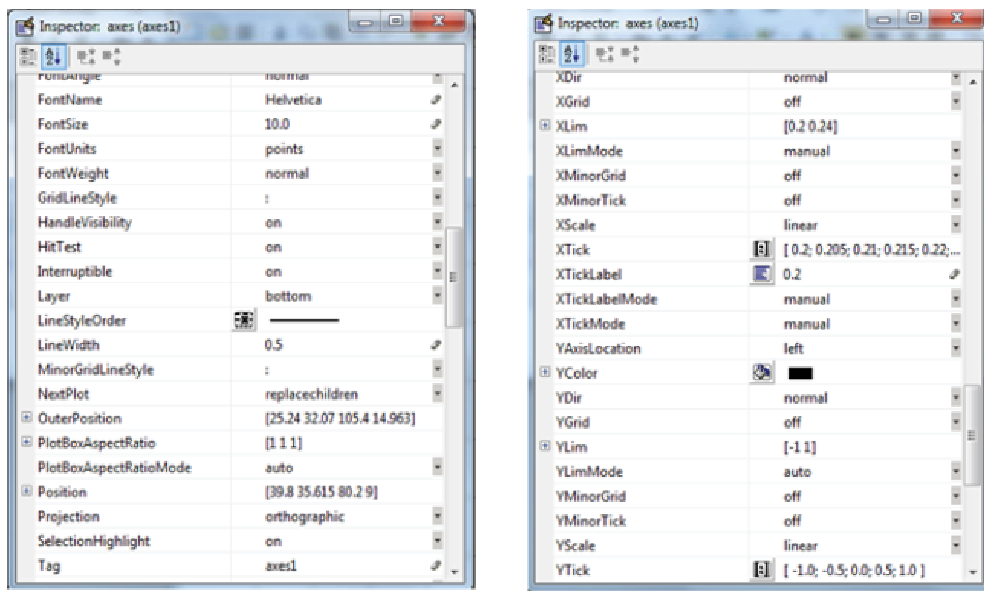 Inspector: axes (axes1)
FontAngle normal
FontName Helvetica
FontSize 10.0
FontUnits points
FontWeight normal
GridLineStyle :
HandleVisibility on
HitTest on
Interruptible on
Layer bottom
LineStyleOrder
LineWidth 0.5
MinorGridLineStyle :
NextPlot replacechildren
OuterPosition [25.24 32.07 105.4 14.963]
PlotBoxAspectRatio [1 1 1]
PlotBoxAspectRatioMode auto
Position [39.8 35.615 80.2 9]
Projection orthographic
SelectionHighlight on
Tag axes1
Inspector: axes (axes1)
XDir normal
XGrid off
XLim [0.2 0.24]
XLimMode manual
XMinorGrid off
XMinorTick off
XScale linear
XTick [ 0.2; 0.205; 0.21; 0.215; 0.22;...
XTickLabel 0.2
XTickLabelMode manual
XTickMode manual
YAxisLocation left
YColor
YDir normal
YGrid off
YLim [-1 1]
YLimMode auto
YMinorGrid off
YMinorTick off
YScale linear
YTick [ -1.0; -0.5; 0.0; 0.5; 1.0 ]